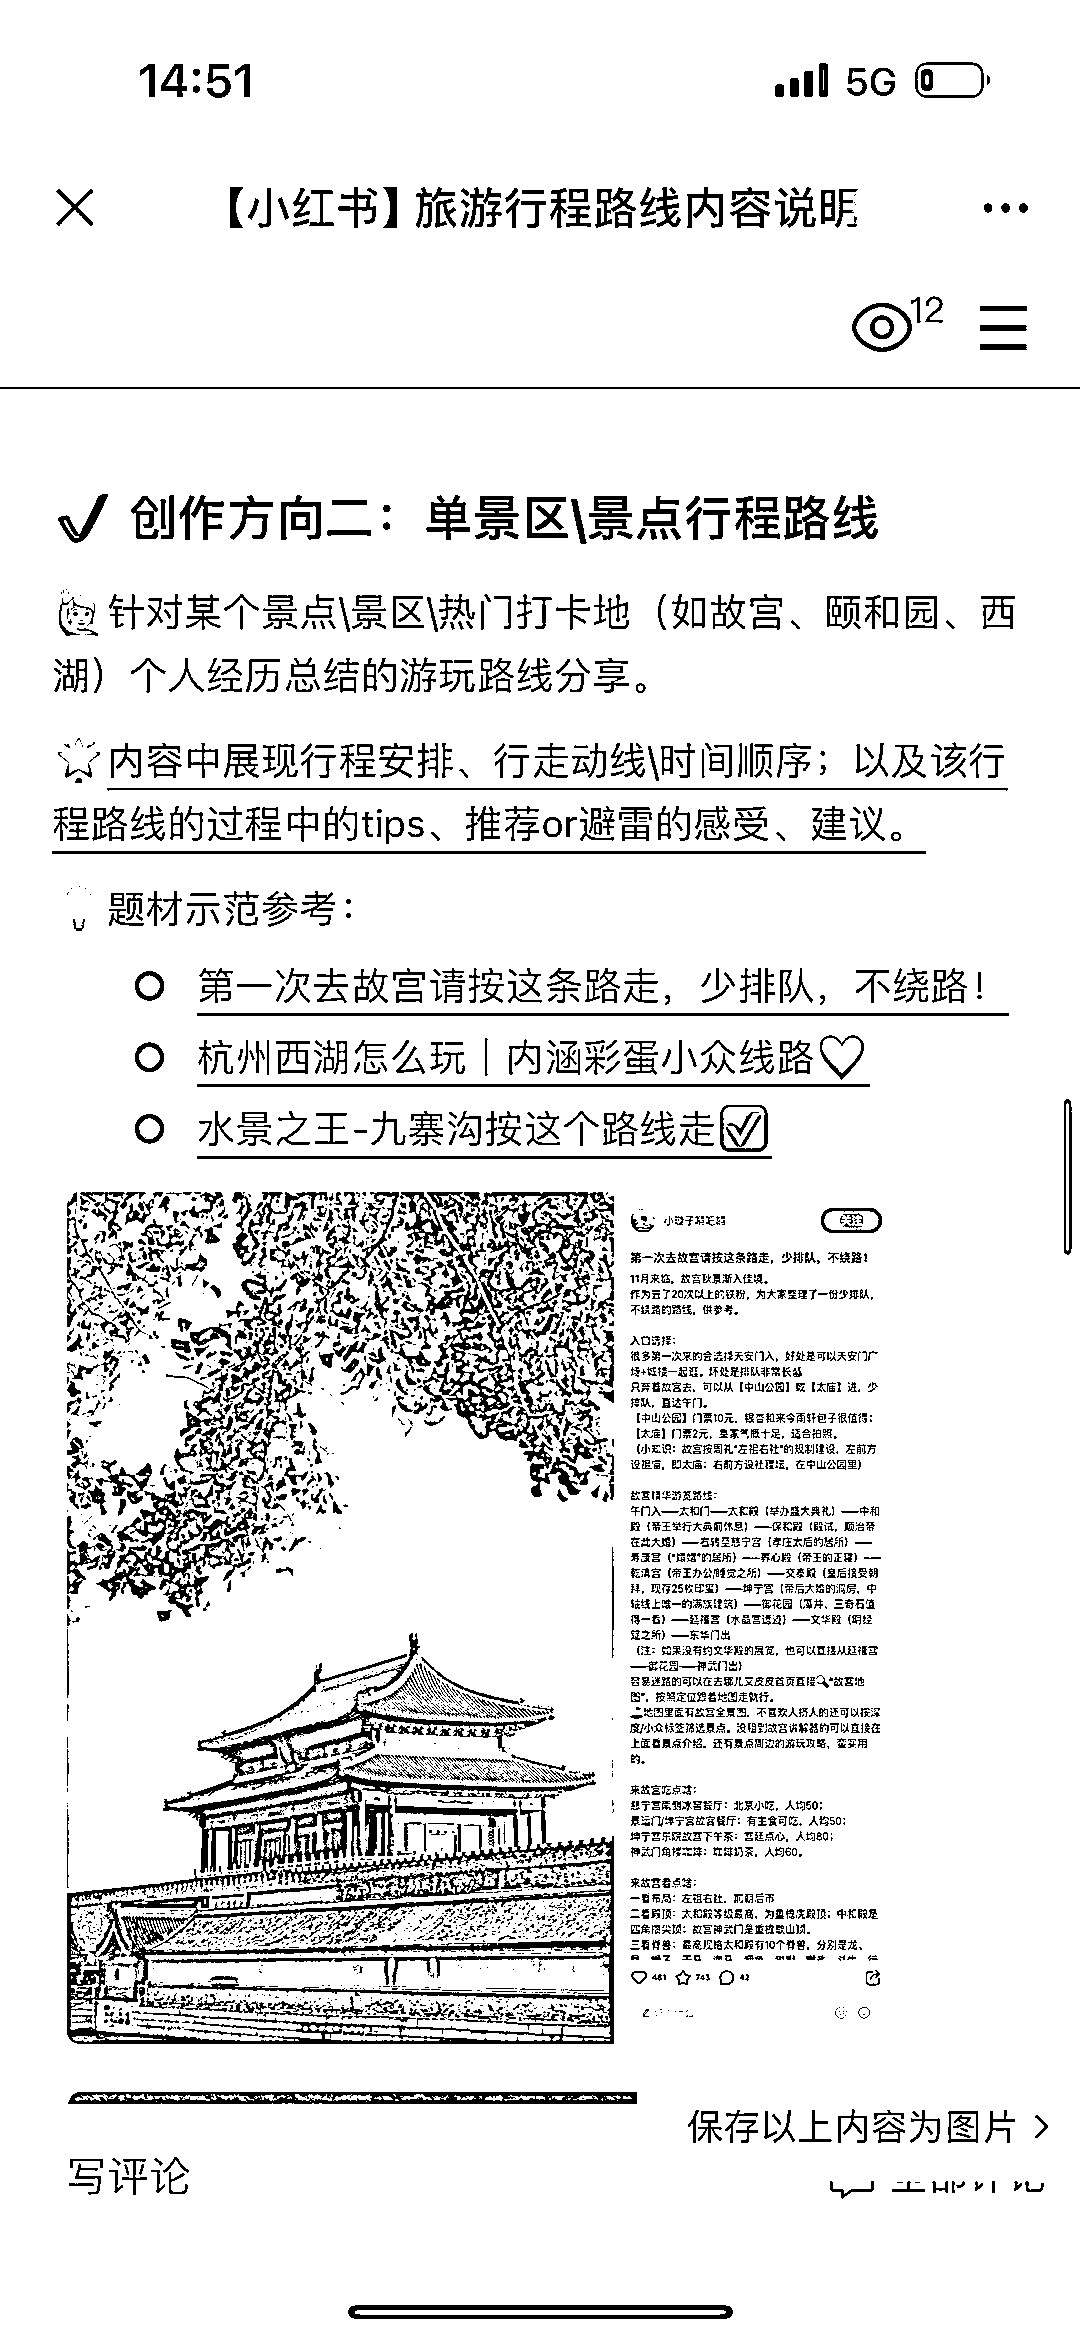 14:51
5G
【小红书】旅游行程路线内容说明
12
创作方向二：单景区\景点行程路线
针对某个景点\景区\热门打卡地（如故宫、颐和园、西
湖）个人经历总结的游玩路线分享。
内容中展现行程安排、行走动线\时间顺序；以及该行
程路线的过程中的tips、推荐or避雷的感受、建议。
题材示范参考：
第一次去故宫请按这条路走，少排队，不绕路！
杭州西湖怎么玩｜内涵彩蛋小众线路
水景之王-九寨沟按这个路线走
关注
第一次去故宫请按这条路走，少排队，不绕路！
11月来临，故宫秋景渐入佳境。
作为去了20次以上的铁粉，为大家整理了一份少排队，
不绕路的路线，供参考。
入口选择：
很多第一次来的会选择天安门入，好处是可以天安门广
场+城楼一起逛，坏处是排队非常长
只奔着故宫去，可以从【中山公园】或【太庙】进，少
排队，直达午门。
【中山公园】门票10元，来今雨轩包子很值得；
【太庙】门票2元，皇家气派十足，适合拍照。
（小知识：故宫按周礼“左祖右社”的规制建设，左前方
设祖庙，即太庙；右前方设社稷坛，在中山公园里）
故宫精华游览路线：
午门入——太和门——太和殿（举办盛大典礼）——中和
殿（帝王举行大典前休息）——保和殿（殿试，顺治帝
在此大婚）——右转至慈宁宫（孝庄太后的居所）——
寿康宫（“嬛嬛”的居所）——养心殿（帝王的正寝）——
乾清宫（帝王办公/睡觉之所）——交泰殿（皇后接受朝
拜，现存25枚印玺）——坤宁宫（帝后大婚的洞房，中
轴线上唯一的满族建筑）——御花园（藻井、三奇石值
得一看）——延禧宫（水晶宫遗迹）——文华殿（明经
筵之所）——东华门出
（注：如果没有约文华殿的展览，也可以直接从延禧宫
——御花园——神武门出）
容易迷路的可以在去哪儿又皮皮首页直搜“故宫地
图”，按照定位跟着地图走就行。
地图里面有故宫全景图，不喜欢人挤人的还可以按深
度/小众标签筛选景点。没租到故宫讲解器的可以直接在
上面看景点介绍。还有景点周边的游玩攻略，蛮实用
的。
来故宫吃点啥：
慈宁宫南侧冰窖餐厅：北京小吃，人均50；
景运门/坤宁宫故宫餐厅：有主食可吃，人均50；
坤宁宫东院故宫下午茶：宫廷点心，人均80；
神武门角楼咖啡：咖啡奶茶，人均60。
来故宫看点啥：
一看布局：左祖右社，前朝后市
二看殿顶：太和殿等级最高，为重檐庑殿顶；中和殿是
四角攒尖顶；故宫神武门是重檐歇山顶。
三看脊兽：最高规格太和殿有10个脊兽，分别是龙、
481
743
42
保存以上内容为图片
写评论